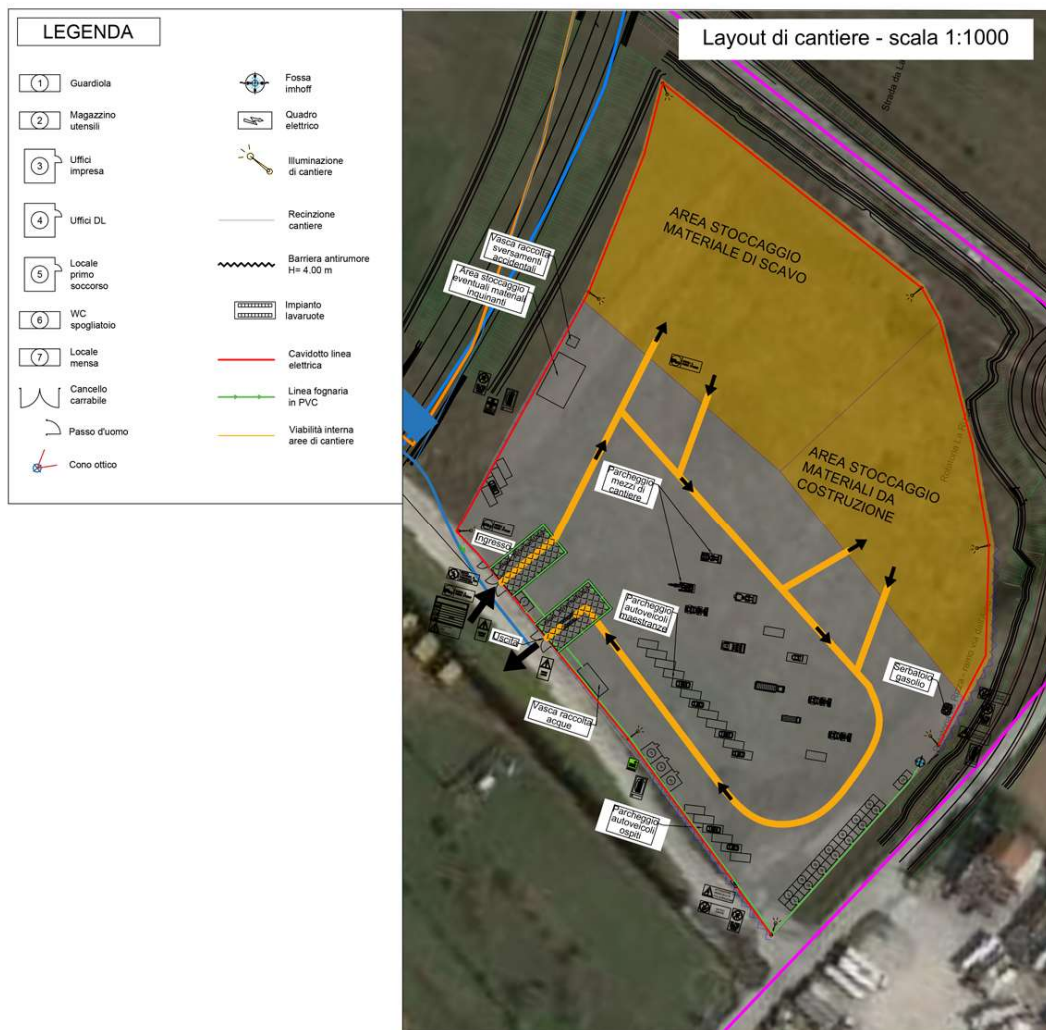 LEGENDA
1
Guardiola
2
Magazzino
utensili
3
Uffici
impresa
4
Uffici DL
5
Locale
primo
soccorso
6
WC
spogliatoio
7
Locale
mensa
Cancello
carrabile
Passo d'uomo
Cono ottico
Fossa
imhoff
Quadro
elettrico
Illuminazione
di cantiere
Recinzione
cantiere
Barriera antirumore
H= 4.00 m
Impianto
lavaruote
Cavidotto linea
elettrica
Linea fognaria
in PVC
Viabilità interna
aree di cantiere
Layout di cantiere - scala 1:1000
Strada da La
AREA STOCCAGGIO
MATERIALE DI SCAVO
Vasca raccolta
sversamenti
accidentali
Area stoccaggio
eventuali materiali
inquinanti
AREA STOCCAGGIO
MATERIALI DA
COSTRUZIONE
Parcheggio
mezzi di
cantiere
Ingresso
Parcheggio
autoveicoli
maestranze
Uscita
Serbatoio
gasolio
Vasca raccolta
acque
Parcheggio
autoveicoli
ospiti